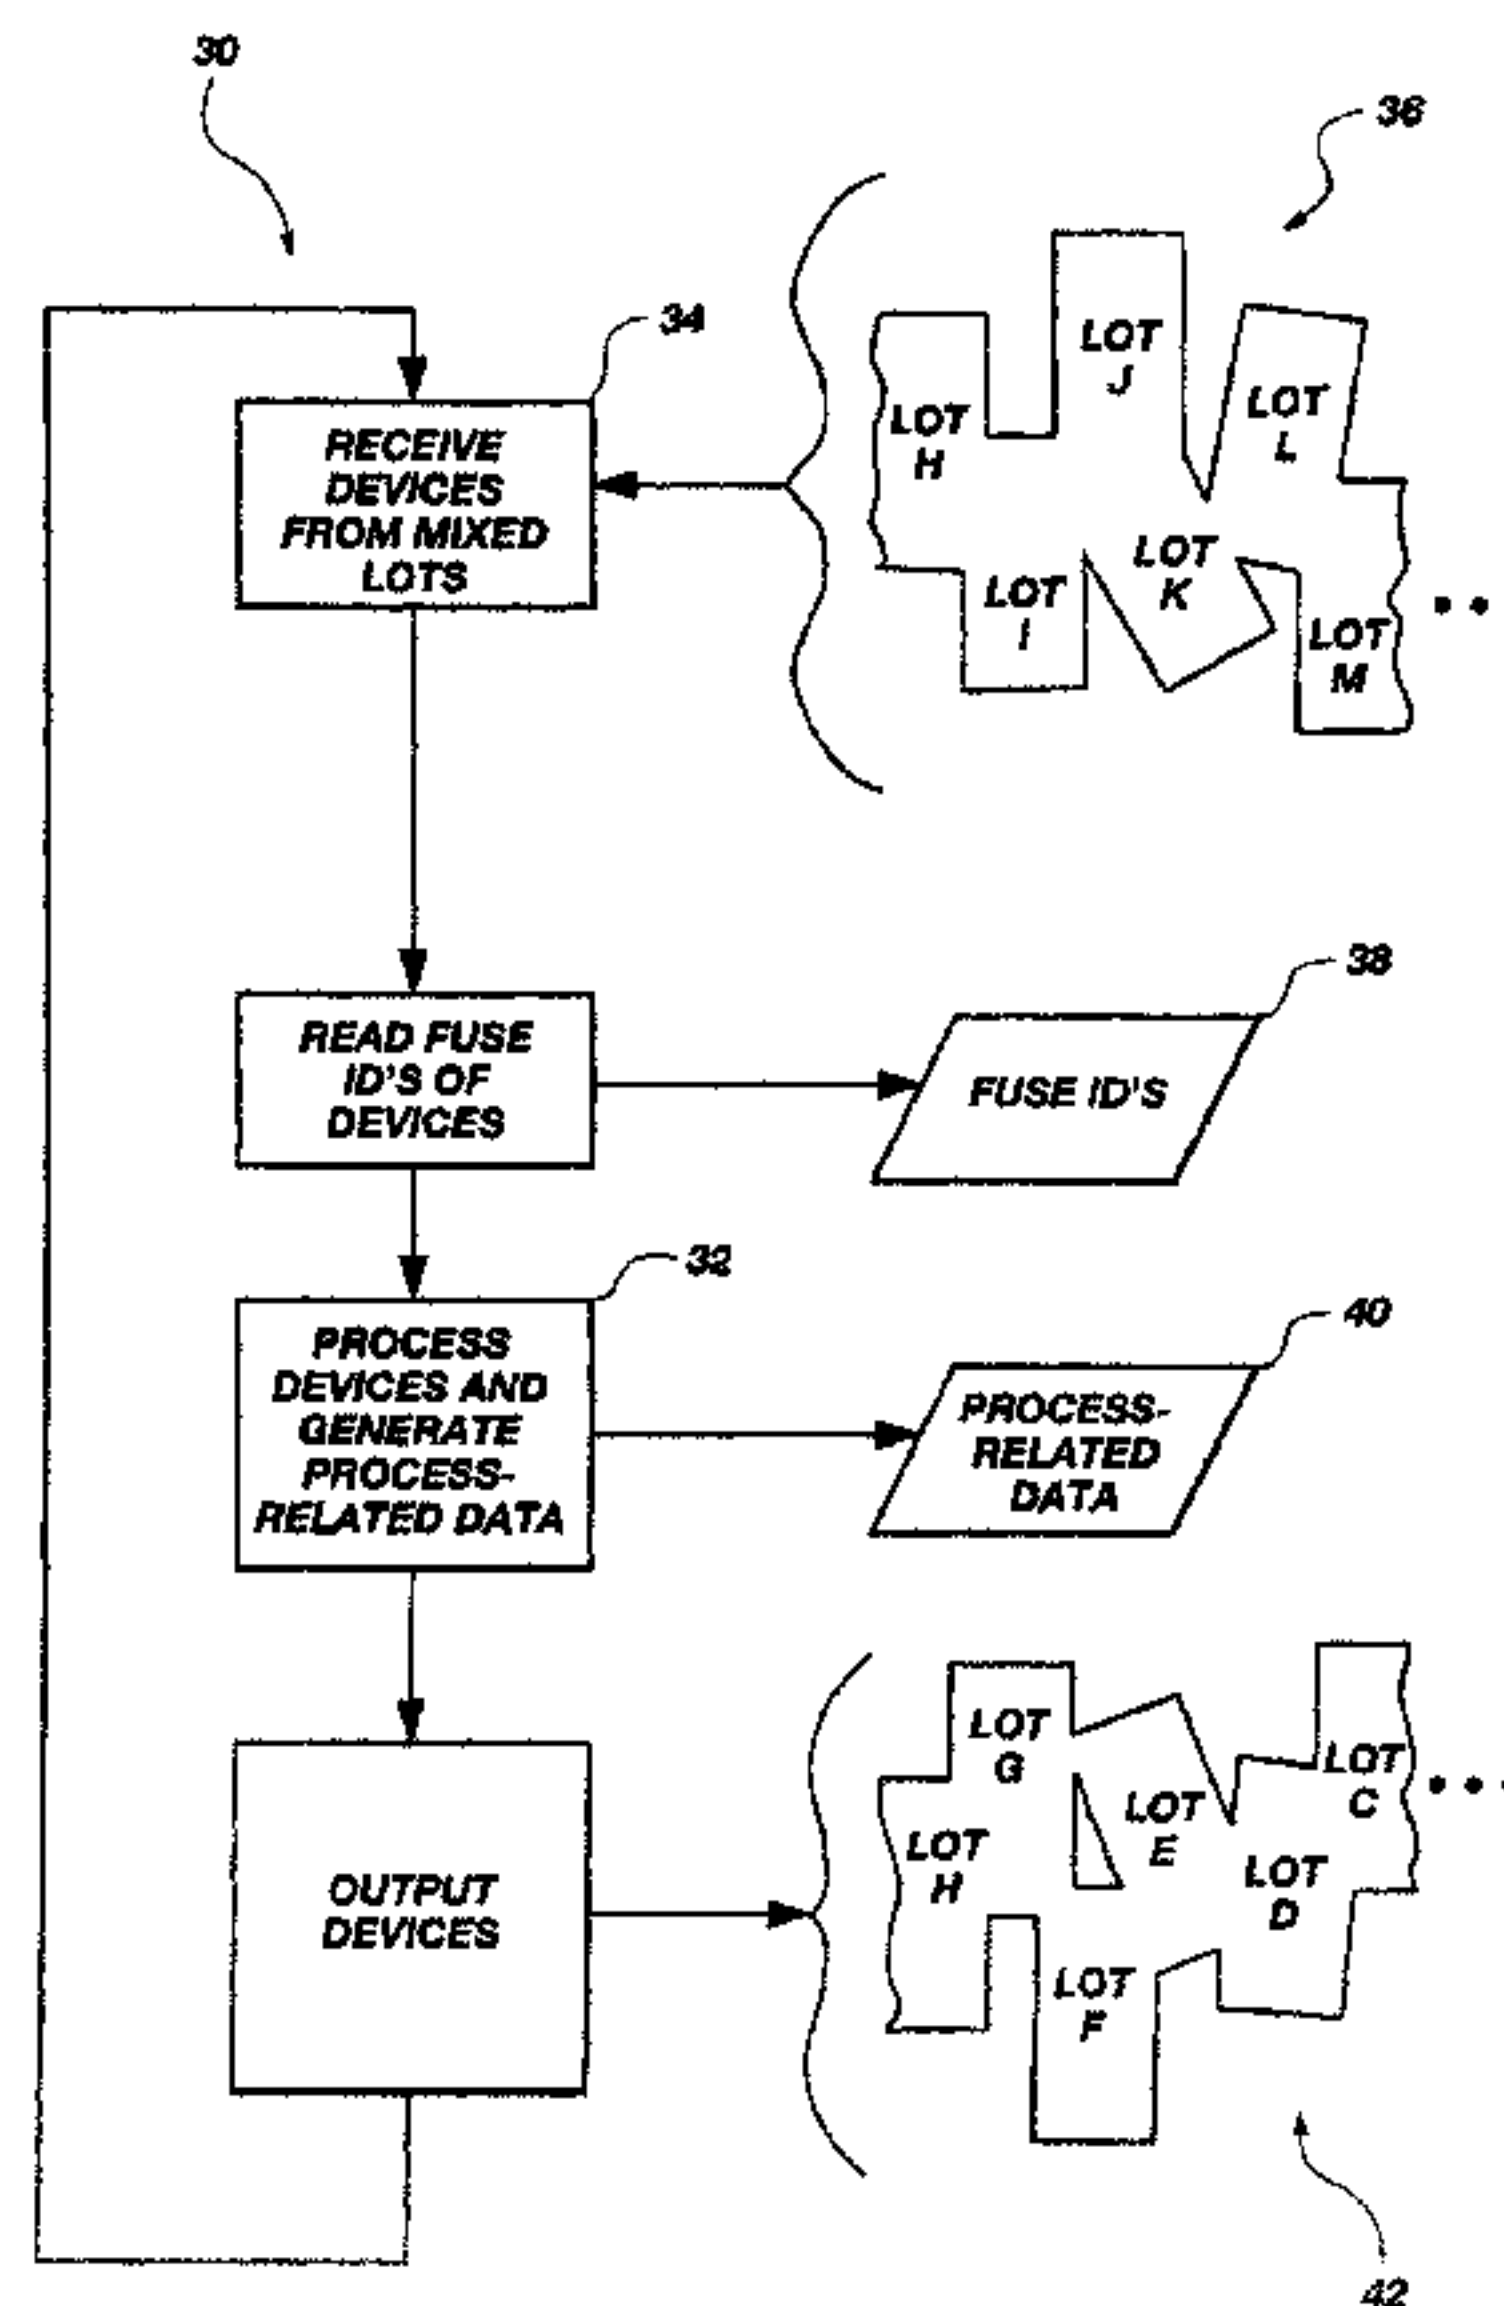 30
36
34
LOT
J
LOT
L
LOT
H
RECEIVE
DEVICES
FROM MIXED
LOTS
LOT
K
LOT
I
LOT
M
38
READ FUSE
ID'S OF
DEVICES
FUSE ID'S
32
40
PROCESS
DEVICES AND
GENERATE
PROCESS-
RELATED DATA
PROCESS-
RELATED
DATA
LOT
G
LOT
C
LOT
E
LOT
H
LOT
D
OUTPUT
DEVICES
LOT
F
42